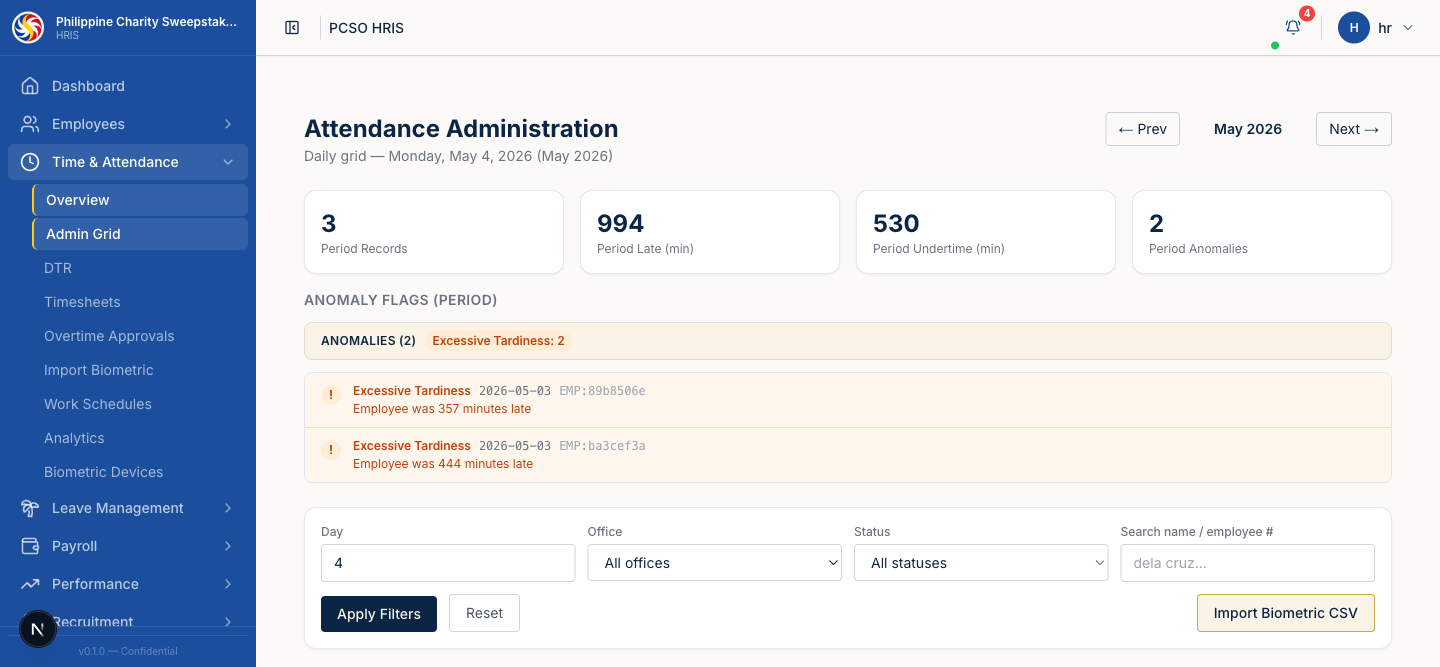 Philippine Charity Sweepstak...
HRIS
PCSO HRIS
4
H
hr
Dashboard
Employees
Time & Attendance
Overview
Admin Grid
DTR
Timesheets
Overtime Approvals
Import Biometric
Work Schedules
Analytics
Biometric Devices
Leave Management
Payroll
Performance
Recruitment
N
v0.1.0 — Confidential
Attendance Administration
Daily grid — Monday, May 4, 2026 (May 2026)
← Prev
May 2026
Next →
3
Period Records
994
Period Late (min)
530
Period Undertime (min)
2
Period Anomalies
ANOMALY FLAGS (PERIOD)
ANOMALIES (2) Excessive Tardiness: 2
! Excessive Tardiness 2026-05-03 EMP:89b8506e
Employee was 357 minutes late
! Excessive Tardiness 2026-05-03 EMP:ba3cef3a
Employee was 444 minutes late
Day
4
Office
All offices
Status
All statuses
Search name / employee #
dela cruz...
Apply Filters
Reset
Import Biometric CSV